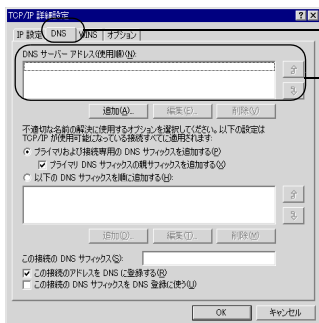 TCP/IP 詳細設定
IP 設定 DNS WINS オプション
DNS サーバー アドレス(使用順)(N):
追加(A)... 編集(E)... 削除(V)
不適切な名前の解決に使用するオプションを選択してください。以下の設定は
TCP/IP が使用可能になっている接続すべてに適用されます:
プライマリおよび接続専用の DNS サフィックスを追加する(P)
プライマリ DNS サフィックスの親サフィックスを追加する(X)
以下の DNS サフィックスを順に追加する(H):
追加(D)... 編集(T)... 削除(M)
この接続の DNS サフィックス(S):
この接続のアドレスを DNS に登録する(R)
この接続の DNS サフィックスを DNS 登録に使う(U)
OK キャンセル